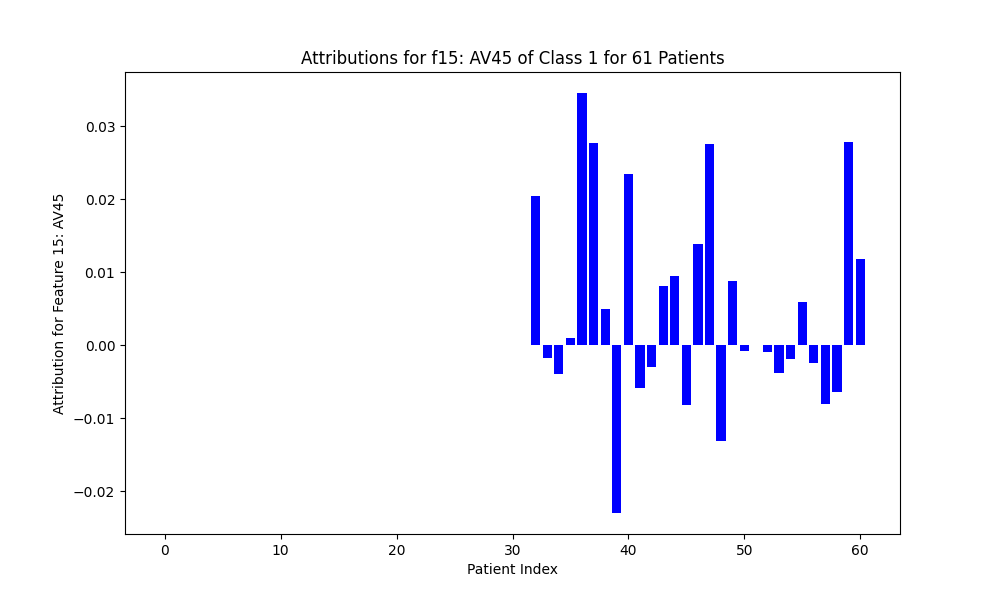 Attributions for f15: AV45 of Class 1 for 61 Patients
Attribution for Feature 15: AV45
0.03
0.02
0.01
0.00
−0.01
−0.02
0 10 20 30 40 50 60
Patient Index